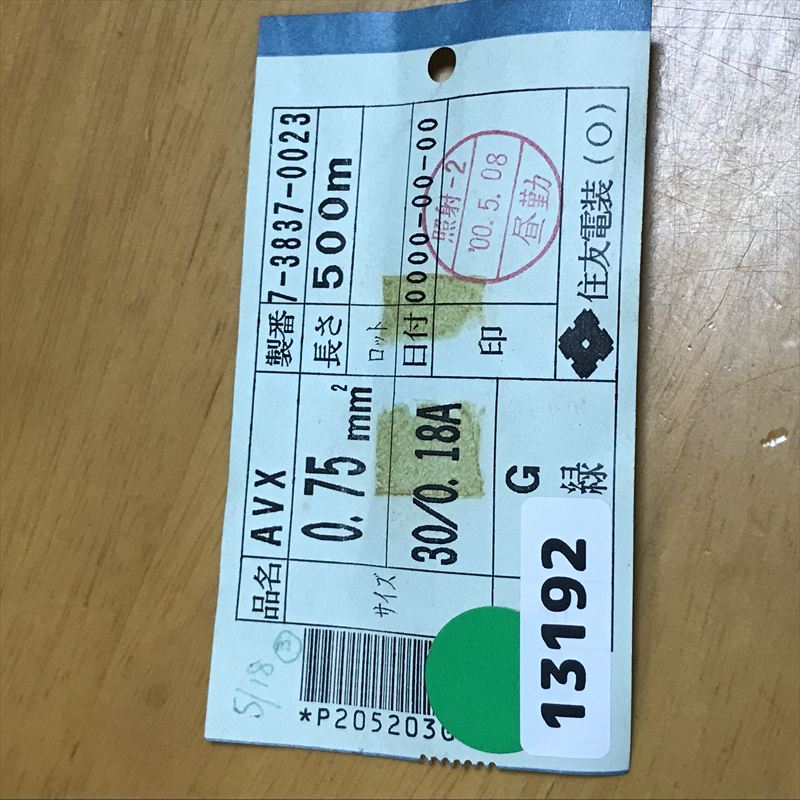 品名 AVX
サイズ 0.75 mm²
30/0.18A
G
緑
製番 7-3837-0023
長さ 500m
ロット
日付 0000-00-00
印
照射-2
'00.5.08
昼勤
住友電装(O)
5/18 ③
*P205203G
13192